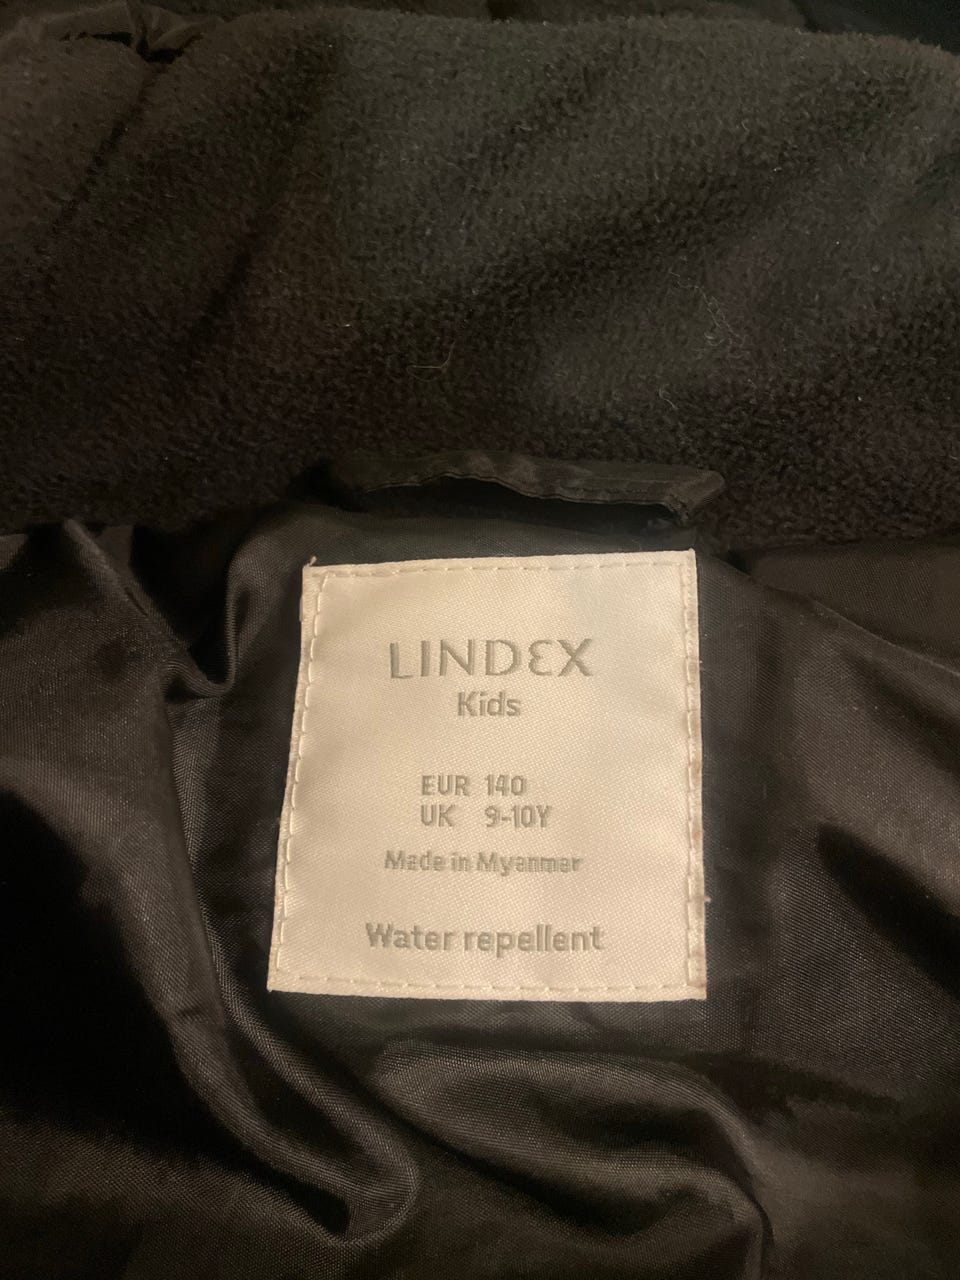 LINDEX
Kids
EUR 140
UK 9-10Y
Made in Myanmar
Water repellent